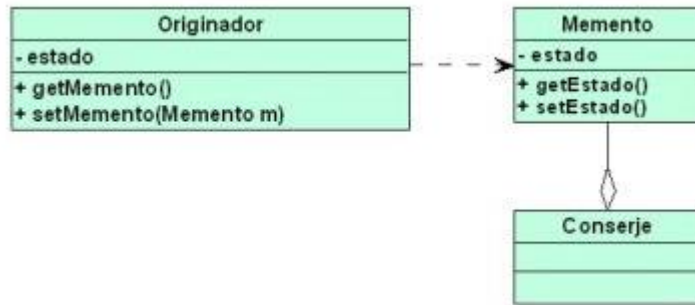 Originador
- estado
+ getMemento()
+ setMemento(Memento m)
Memento
- estado
+ getEstado()
+ setEstado()
Conserje